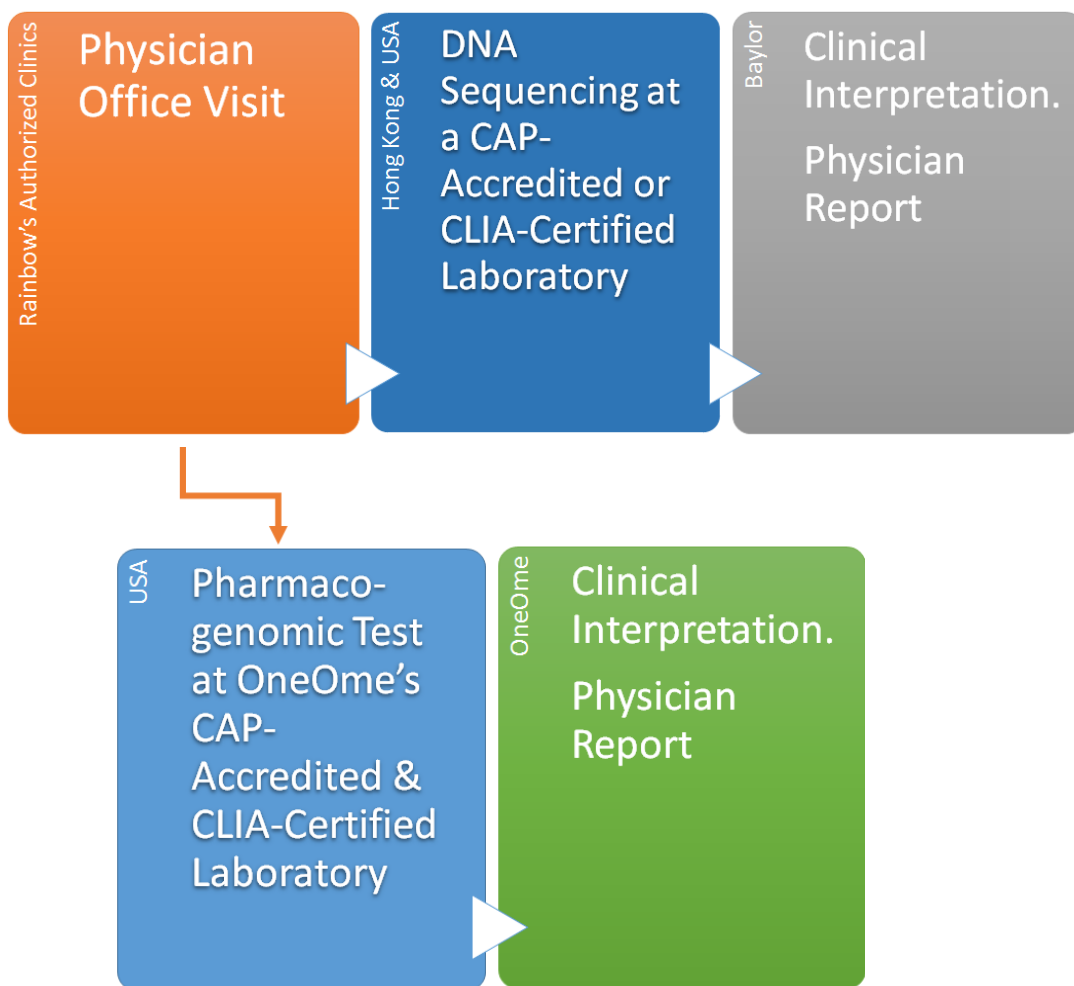 Rainbow's Authorized Clinics
Physician
Office Visit
Hong Kong & USA
DNA
Sequencing at
a CAP-
Accredited or
CLIA-Certified
Laboratory
Baylor
Clinical
Interpretation.
Physician
Report
USA
Pharmaco-
genomic Test
at OneOme's
CAP-
Accredited &
CLIA-Certified
Laboratory
OneOme
Clinical
Interpretation.
Physician
Report